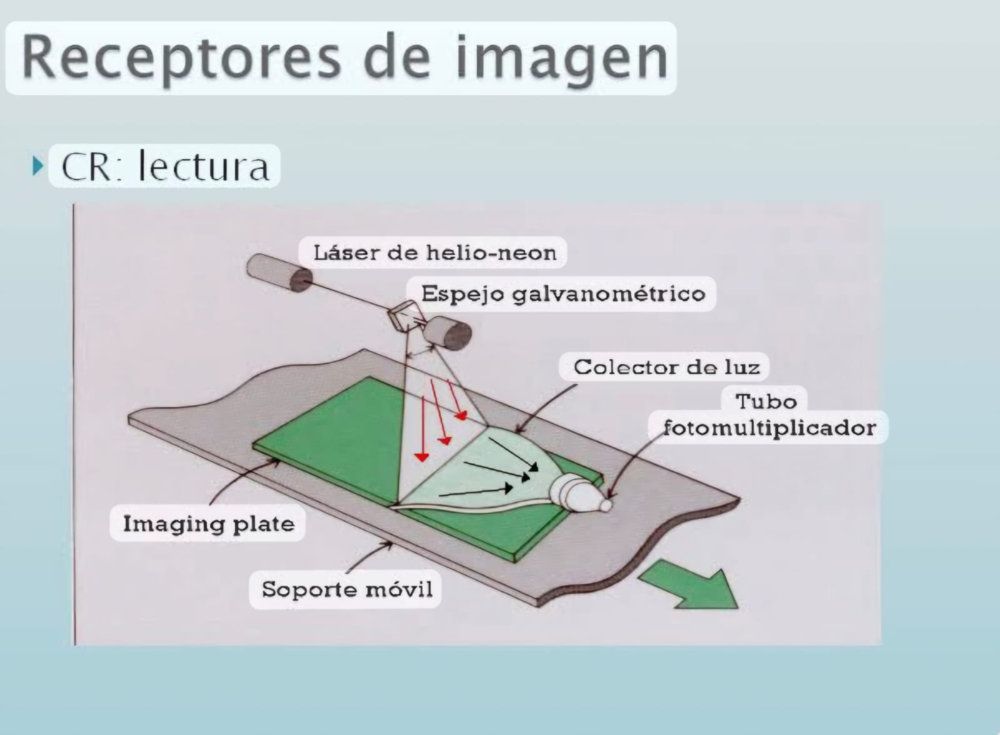 Receptores de imagen
CR: lectura
Láser de helio-neon
Espejo galvanométrico
Colector de luz
Tubo
fotomultiplicador
Imaging plate
Soporte móvil